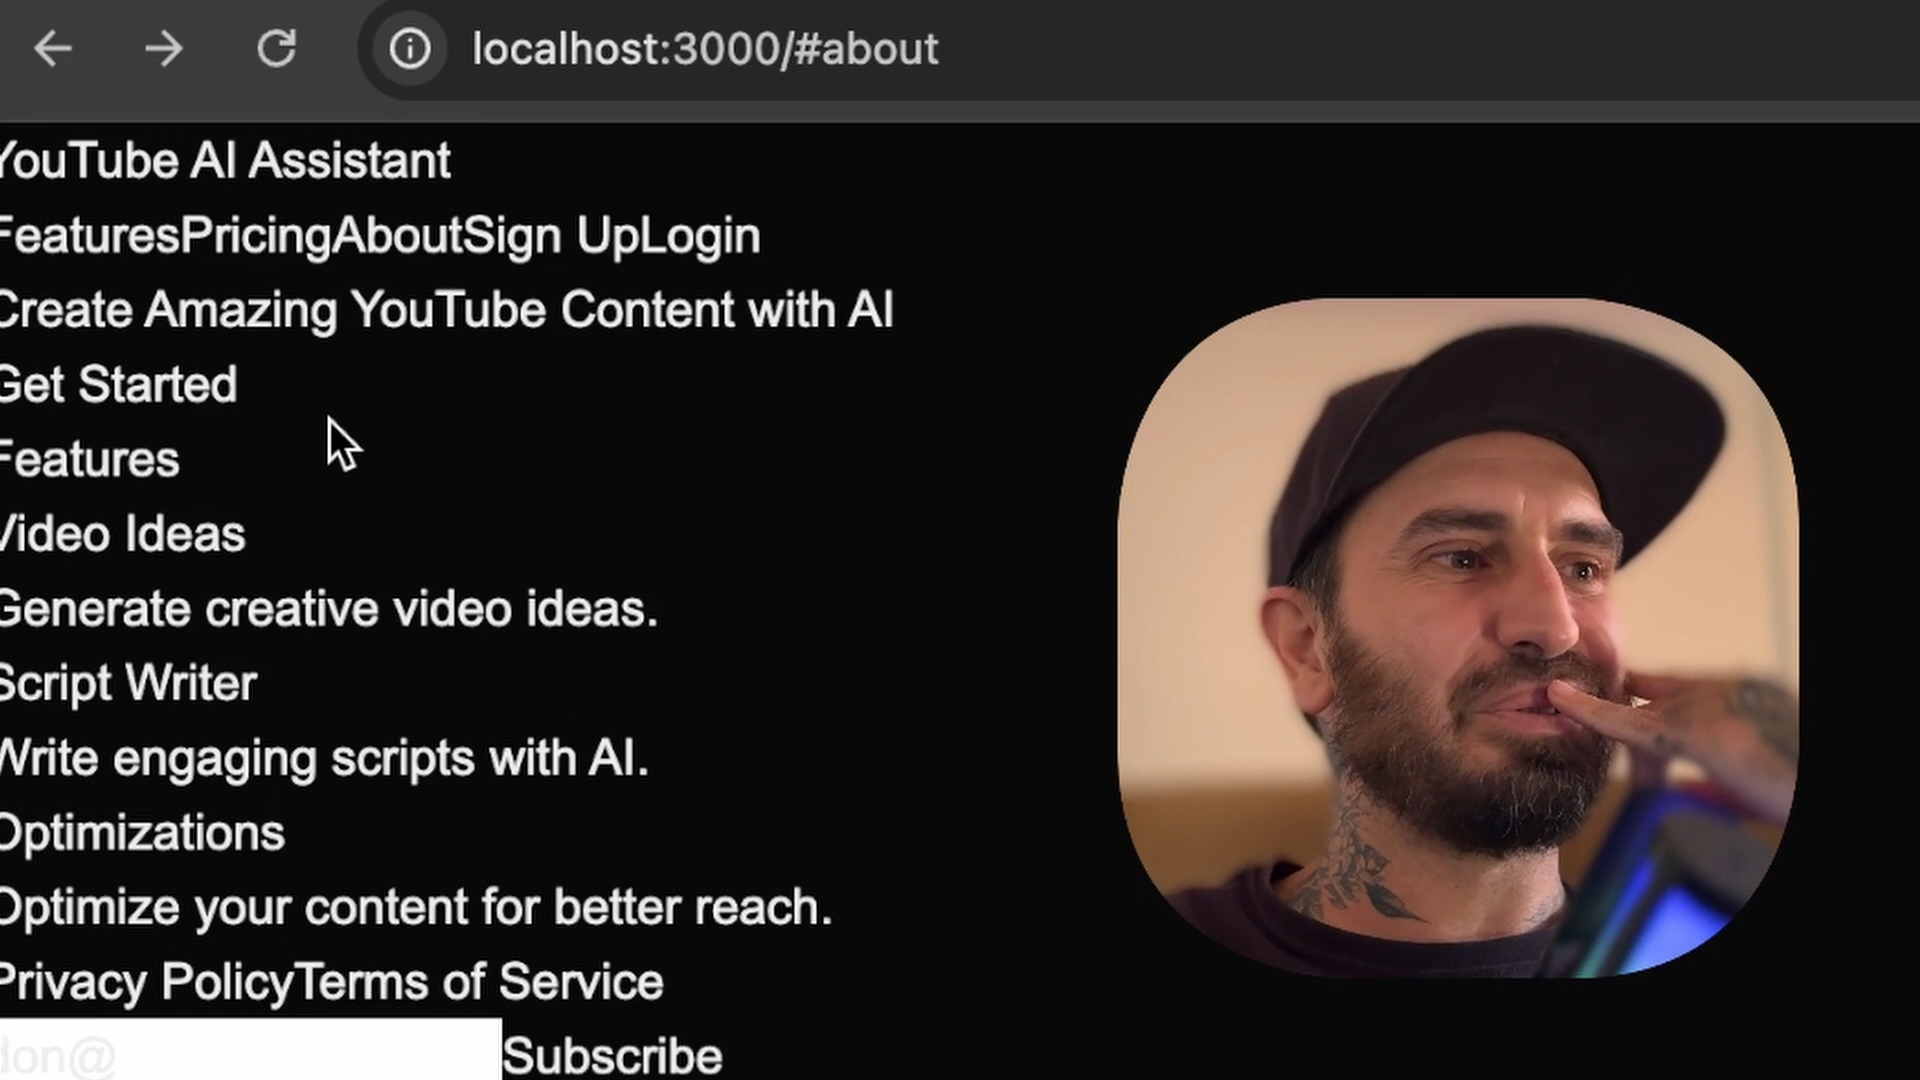 localhost:3000/#about
YouTube AI Assistant
FeaturesPricingAboutSign UpLogin
Create Amazing YouTube Content with AI
Get Started
Features
Video Ideas
Generate creative video ideas.
Script Writer
Write engaging scripts with AI.
Optimizations
Optimize your content for better reach.
Privacy PolicyTerms of Service
don@ Subscribe